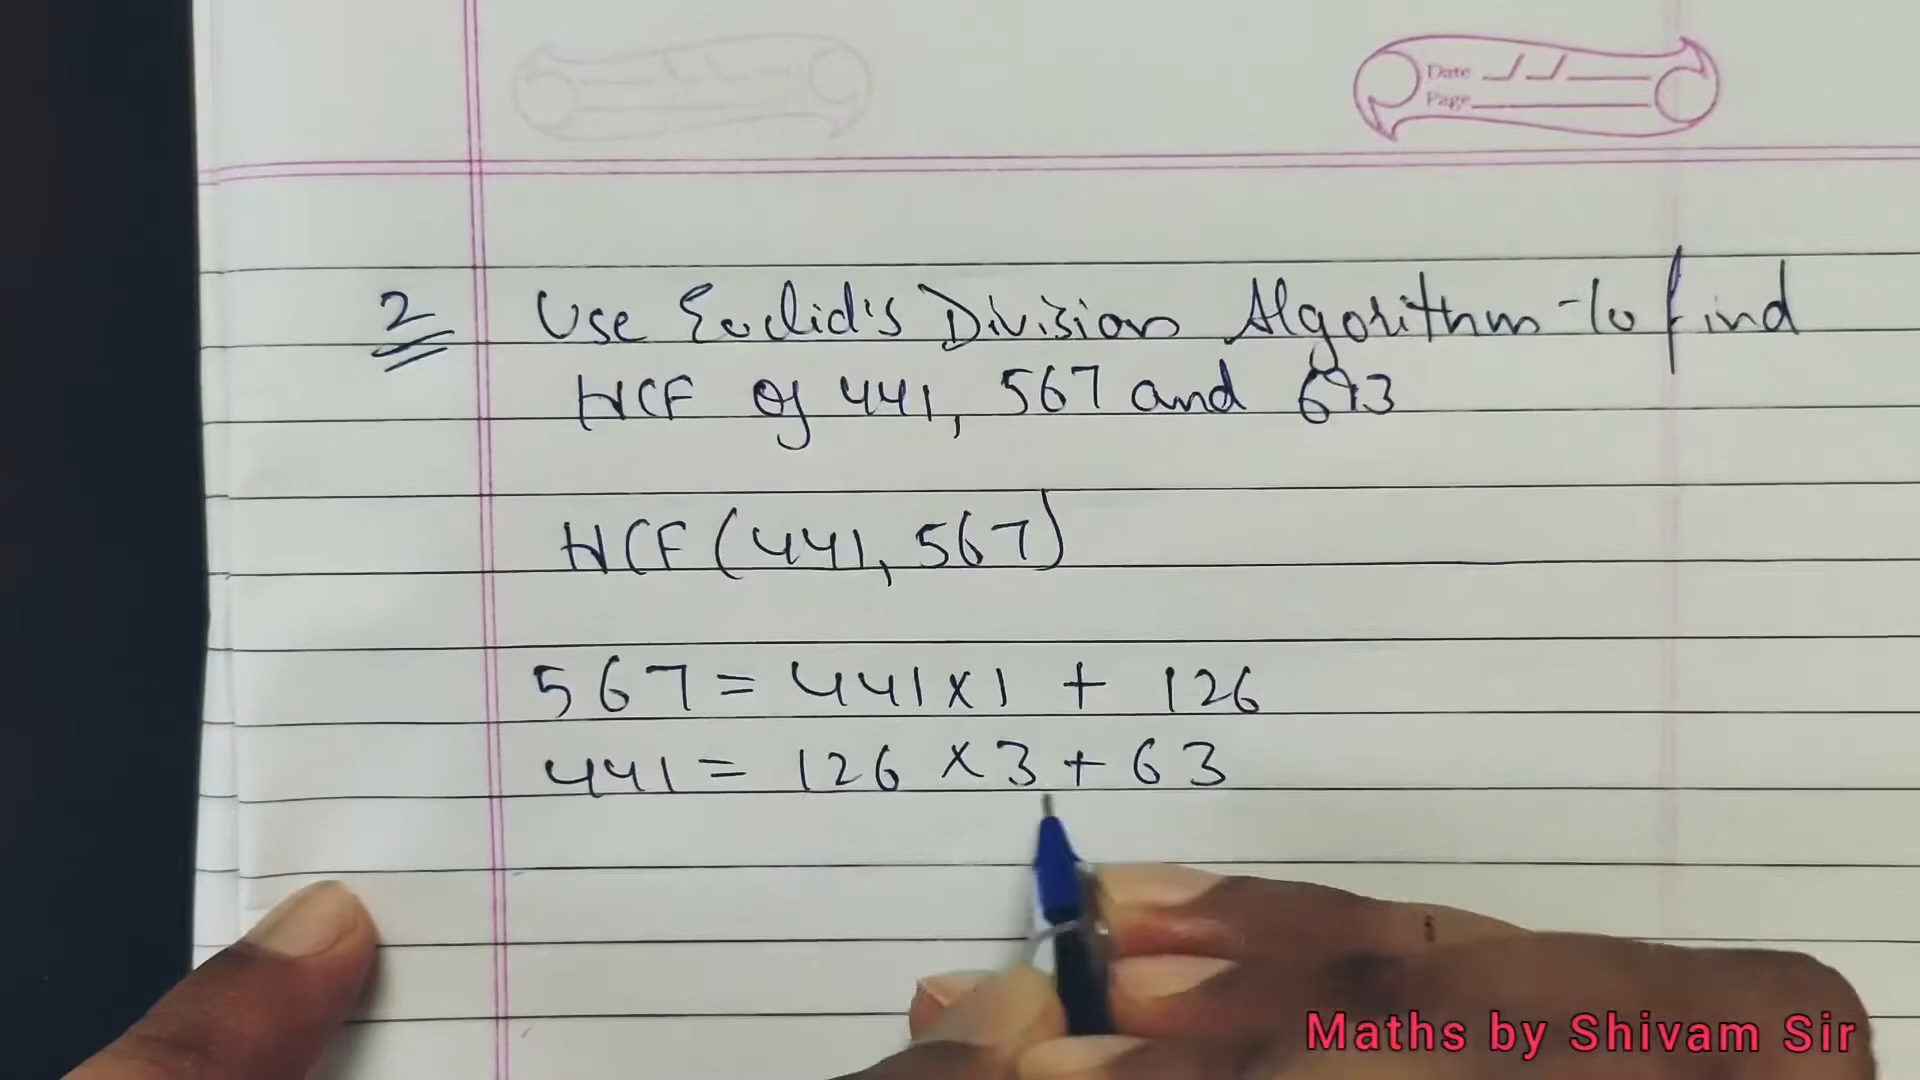 Date
Page
2 Use Euclid's Division Algorithm to find
HCF of 441, 567 and 693
HCF (441, 567)
567 = 441 x 1 + 126
441 = 126 x 3 + 63
Maths by Shivam Sir